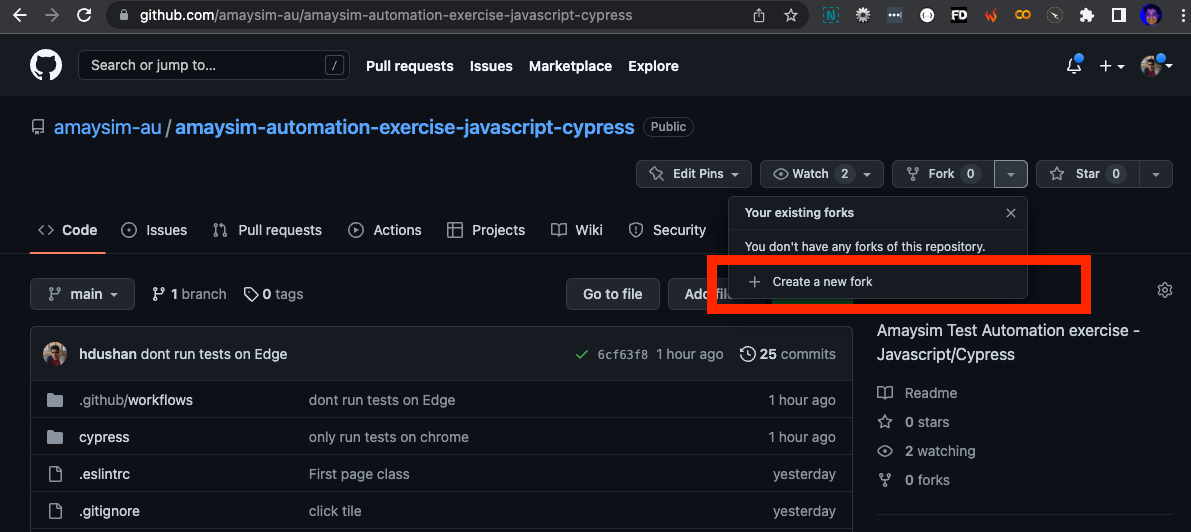 github.com/amaysim-au/amaysim-automation-exercise-javascript-cypress
FD
Search or jump to... /
Pull requests Issues Marketplace Explore
amaysim-au / amaysim-automation-exercise-javascript-cypress Public
Edit Pins Watch 2 Fork 0 Star 0
Your existing forks
Code Issues Pull requests Actions Projects Wiki Security
You don't have any forks of this repository.
Create a new fork
main 1 branch 0 tags Go to file
Amaysim Test Automation exercise -
Javascript/Cypress
hdushan dont run tests on Edge 6cf63f8 1 hour ago 25 commits
Readme
.github/workflows dont run tests on Edge 1 hour ago
0 stars
cypress only run tests on chrome 1 hour ago
2 watching
.eslintrc First page class yesterday
0 forks
.gitignore click tile yesterday